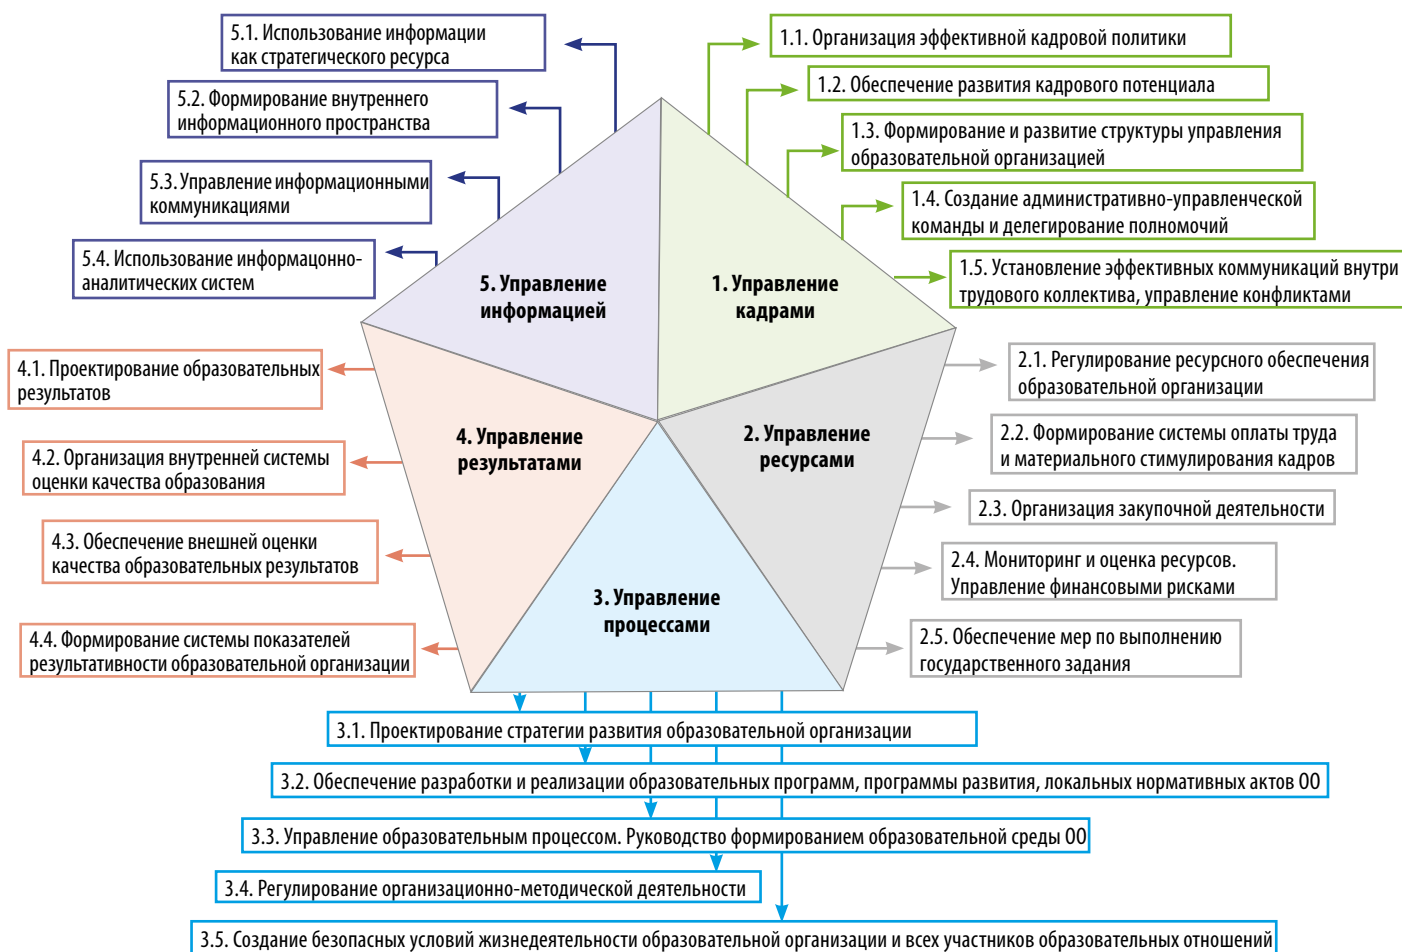 5.1. Использование информации
как стратегического ресурса
5.2. Формирование внутреннего
информационного пространства
5.3. Управление информационными
коммуникациями
5.4. Использование информацонно-
аналитических систем
1.1. Организация эффективной кадровой политики
1.2. Обеспечение развития кадрового потенциала
1.3. Формирование и развитие структуры управления
образовательной организацией
1.4. Создание административно-управленческой
команды и делегирование полномочий
1.5. Установление эффективных коммуникаций внутри
трудового коллектива, управление конфликтами
5. Управление
информацией
1. Управление
кадрами
4.1. Проектирование образовательных
результатов
4.2. Организация внутренней системы
оценки качества образования
4.3. Обеспечение внешней оценки
качества образовательных результатов
4.4. Формирование системы показателей
результативности образовательной организации
4. Управление
результатами
2. Управление
ресурсами
2.1. Регулирование ресурсного обеспечения
образовательной организации
2.2. Формирование системы оплаты труда
и материального стимулирования кадров
2.3. Организация закупочной деятельности
2.4. Мониторинг и оценка ресурсов.
Управление финансовыми рисками
2.5. Обеспечение мер по выполнению
государственного задания
3. Управление
процессами
3.1. Проектирование стратегии развития образовательной организации
3.2. Обеспечение разработки и реализации образовательных программ, программы развития, локальных нормативных актов ОО
3.3. Управление образовательным процессом. Руководство формированием образовательной среды ОО
3.4. Регулирование организационно-методической деятельности
3.5. Создание безопасных условий жизнедеятельности образовательной организации и всех участников образовательных отношений